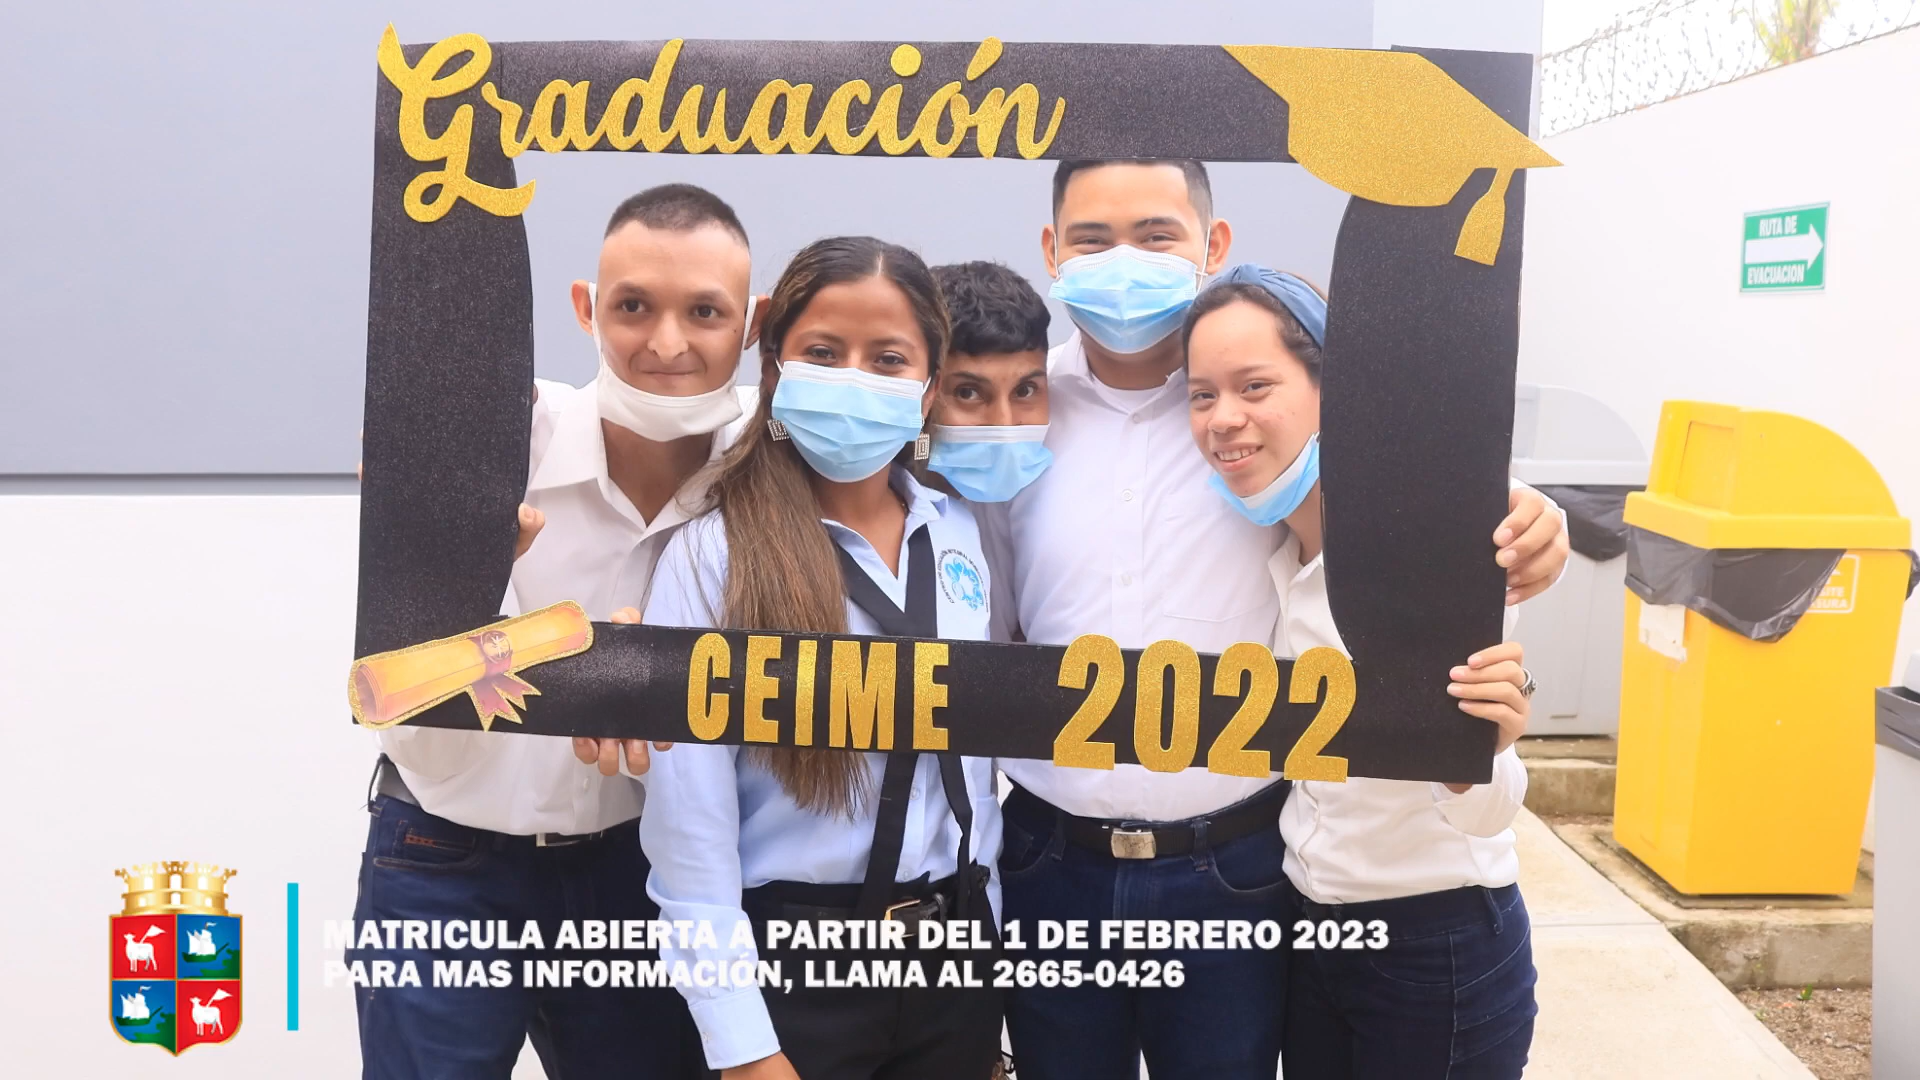 Graduación
RUTA DE
EVACUACION
CEIME 2022
MATRICULA ABIERTA A PARTIR DEL 1 DE FEBRERO 2023
PARA MAS INFORMACIÓN, LLAMA AL 2665-0426